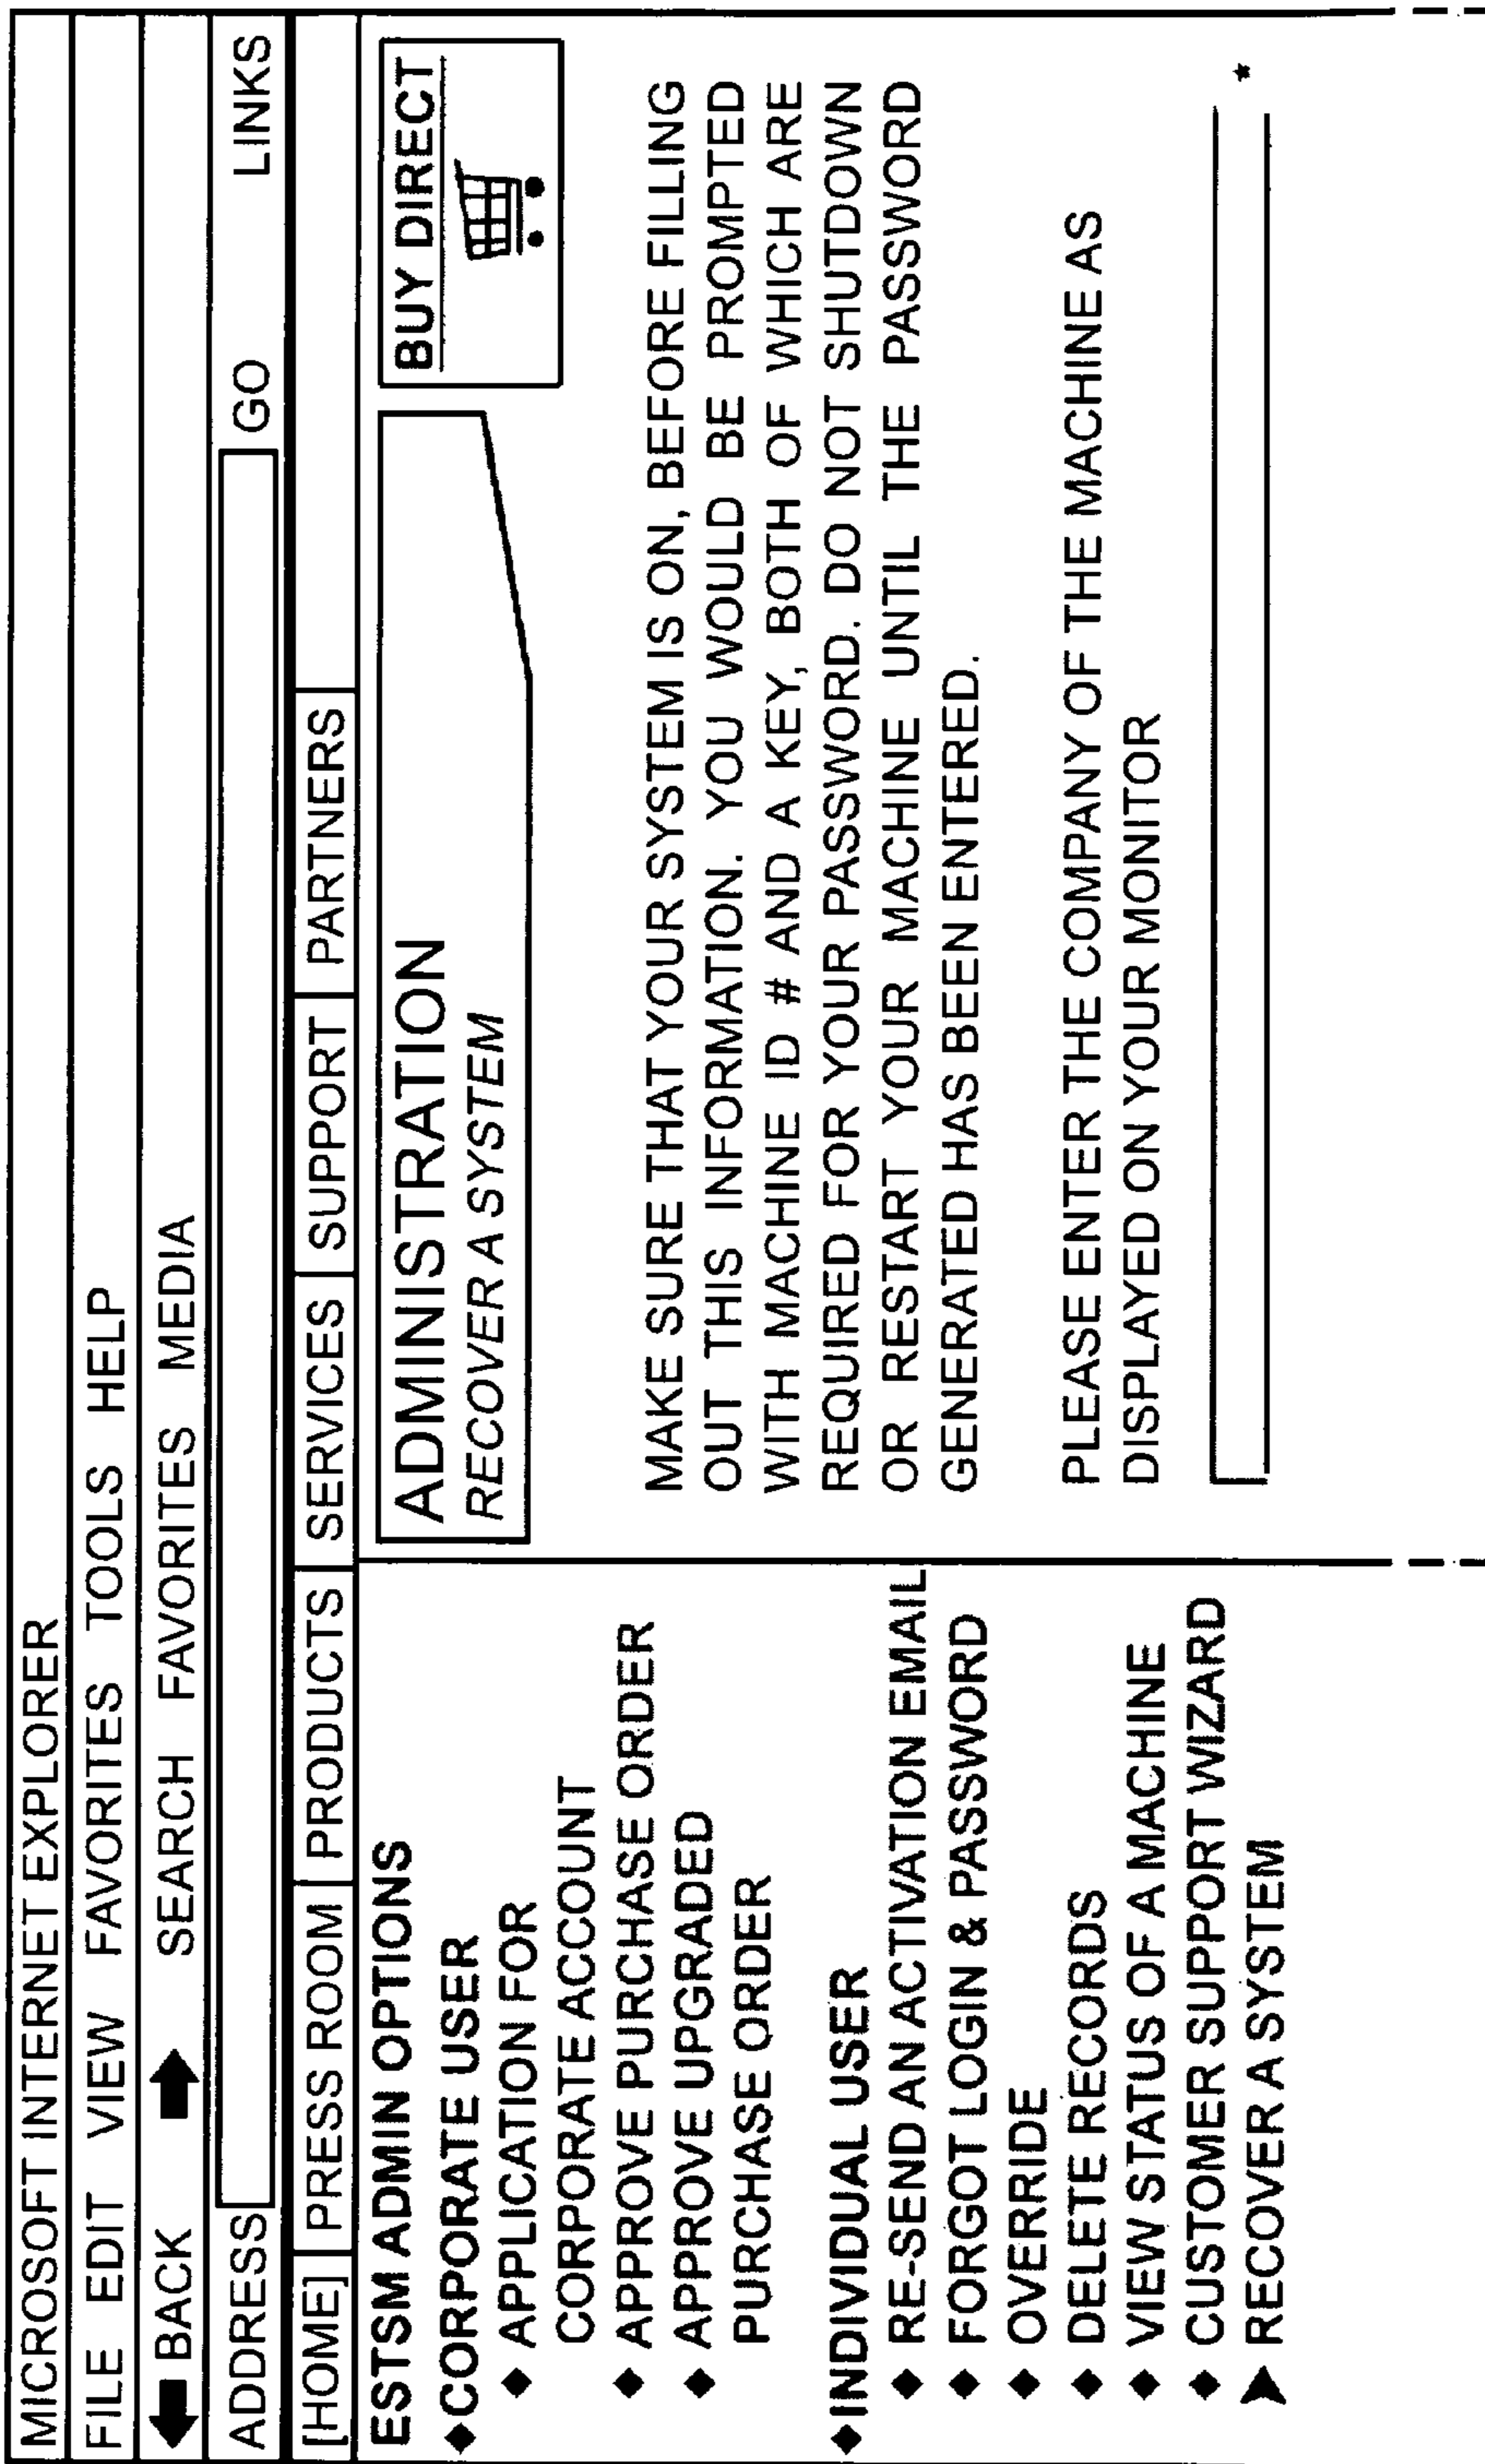 MICROSOFT INTERNET EXPLORER
FILE EDIT VIEW FAVORITES TOOLS HELP
BACK SEARCH FAVORITES MEDIA
ADDRESS GO LINKS
[HOME] PRESS ROOM PRODUCTS SERVICES SUPPORT PARTNERS
ESTSM ADMIN OPTIONS
◆CORPORATE USER
◆ APPLICATION FOR
CORPORATE ACCOUNT
◆ APPROVE PURCHASE ORDER
◆ APPROVE UPGRADED
PURCHASE ORDER
◆INDIVIDUAL USER
◆ RE-SEND AN ACTIVATION EMAIL
◆ FORGOT LOGIN & PASSWORD
◆ OVERRIDE
◆ DELETE RECORDS
◆ VIEW STATUS OF A MACHINE
◆ CUSTOMER SUPPORT WIZARD
➤ RECOVER A SYSTEM
ADMINISTRATION
RECOVER A SYSTEM
BUY DIRECT
MAKE SURE THAT YOUR SYSTEM IS ON, BEFORE FILLING
OUT THIS INFORMATION. YOU WOULD BE PROMPTED
WITH MACHINE ID # AND A KEY, BOTH OF WHICH ARE
REQUIRED FOR YOUR PASSWORD. DO NOT SHUTDOWN
OR RESTART YOUR MACHINE UNTIL THE PASSWORD
GENERATED HAS BEEN ENTERED.
PLEASE ENTER THE COMPANY OF THE MACHINE AS
DISPLAYED ON YOUR MONITOR
*